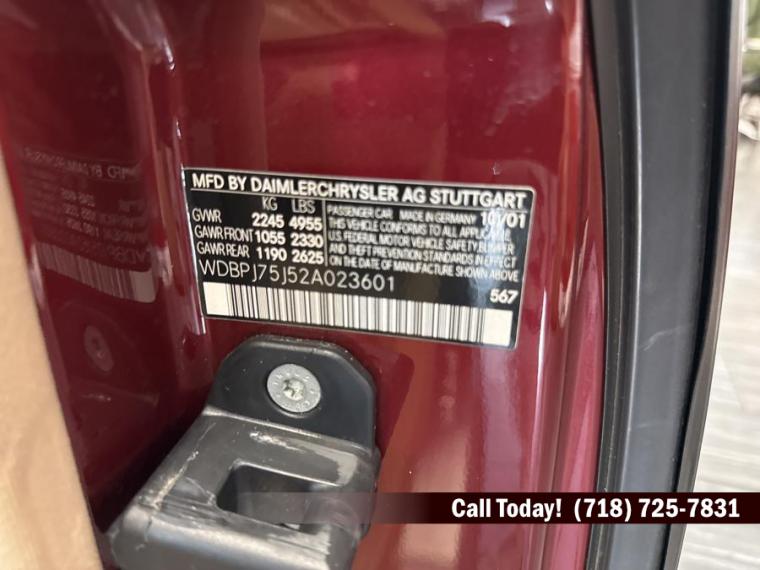 MFD BY DAIMLERCHRYSLER AG STUTTGART
KG LBS
GVWR 2245 4955
GAWR FRONT 1055 2330
GAWR REAR 1190 2625
PASSENGER CAR MADE IN GERMANY 10/01
THIS VEHICLE CONFORMS TO ALL APPLICABLE
U.S. FEDERAL MOTOR VEHICLE SAFETY BUMPER
AND THEFT PREVENTION STANDARDS IN EFFECT
ON THE DATE OF MANUFACTURE SHOWN ABOVE
WDBPJ75J52A023601
567
Call Today! (718) 725-7831